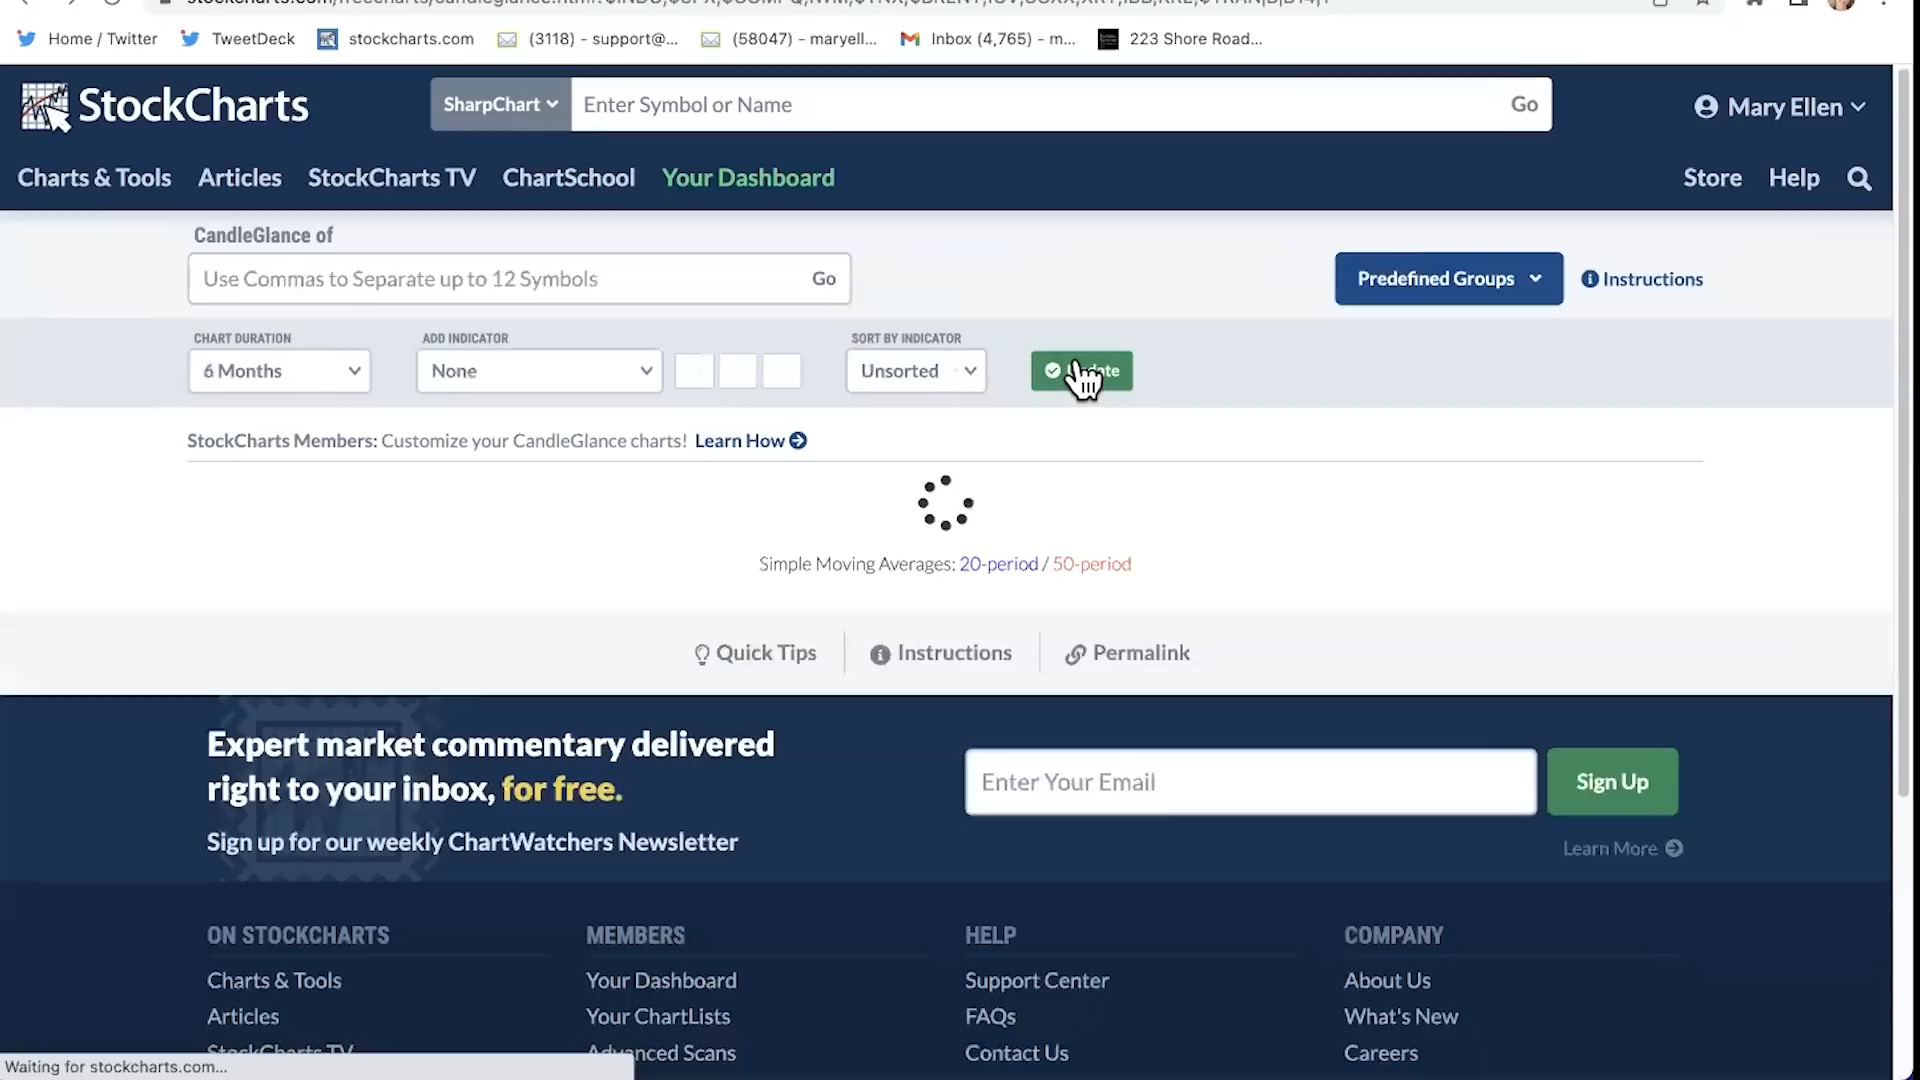 Home / Twitter TweetDeck stockcharts.com (3118) - support@... (58047) - maryell... Inbox (4,765) - m... 223 Shore Road...
StockCharts SharpChart Enter Symbol or Name Go Mary Ellen
Charts & Tools Articles StockCharts TV ChartSchool Your Dashboard Store Help
CandleGlance of
Use Commas to Separate up to 12 Symbols Go Predefined Groups Instructions
CHART DURATION ADD INDICATOR SORT BY INDICATOR
6 Months None Unsorted
StockCharts Members: Customize your CandleGlance charts! Learn How
Simple Moving Averages: 20-period / 50-period
Quick Tips Instructions Permalink
Expert market commentary delivered
right to your inbox, for free.
Enter Your Email Sign Up
Sign up for our weekly ChartWatchers Newsletter
Learn More
ON STOCKCHARTS MEMBERS HELP COMPANY
Charts & Tools Your Dashboard Support Center About Us
Articles Your ChartLists FAQs What's New
StockCharts TV Advanced Scans Contact Us Careers
Waiting for stockcharts.com...